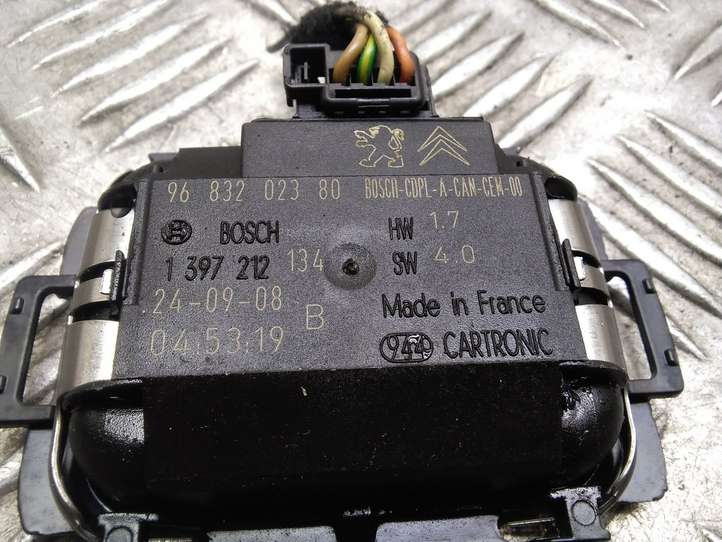 96 832 023 80 BOSCH-CDPL-A-CAN-CEM-00
BOSCH HW 1.7
1 397 212 134 SW 4.0
24-09-08 Made in France
04:53:19 B
CARTRONIC